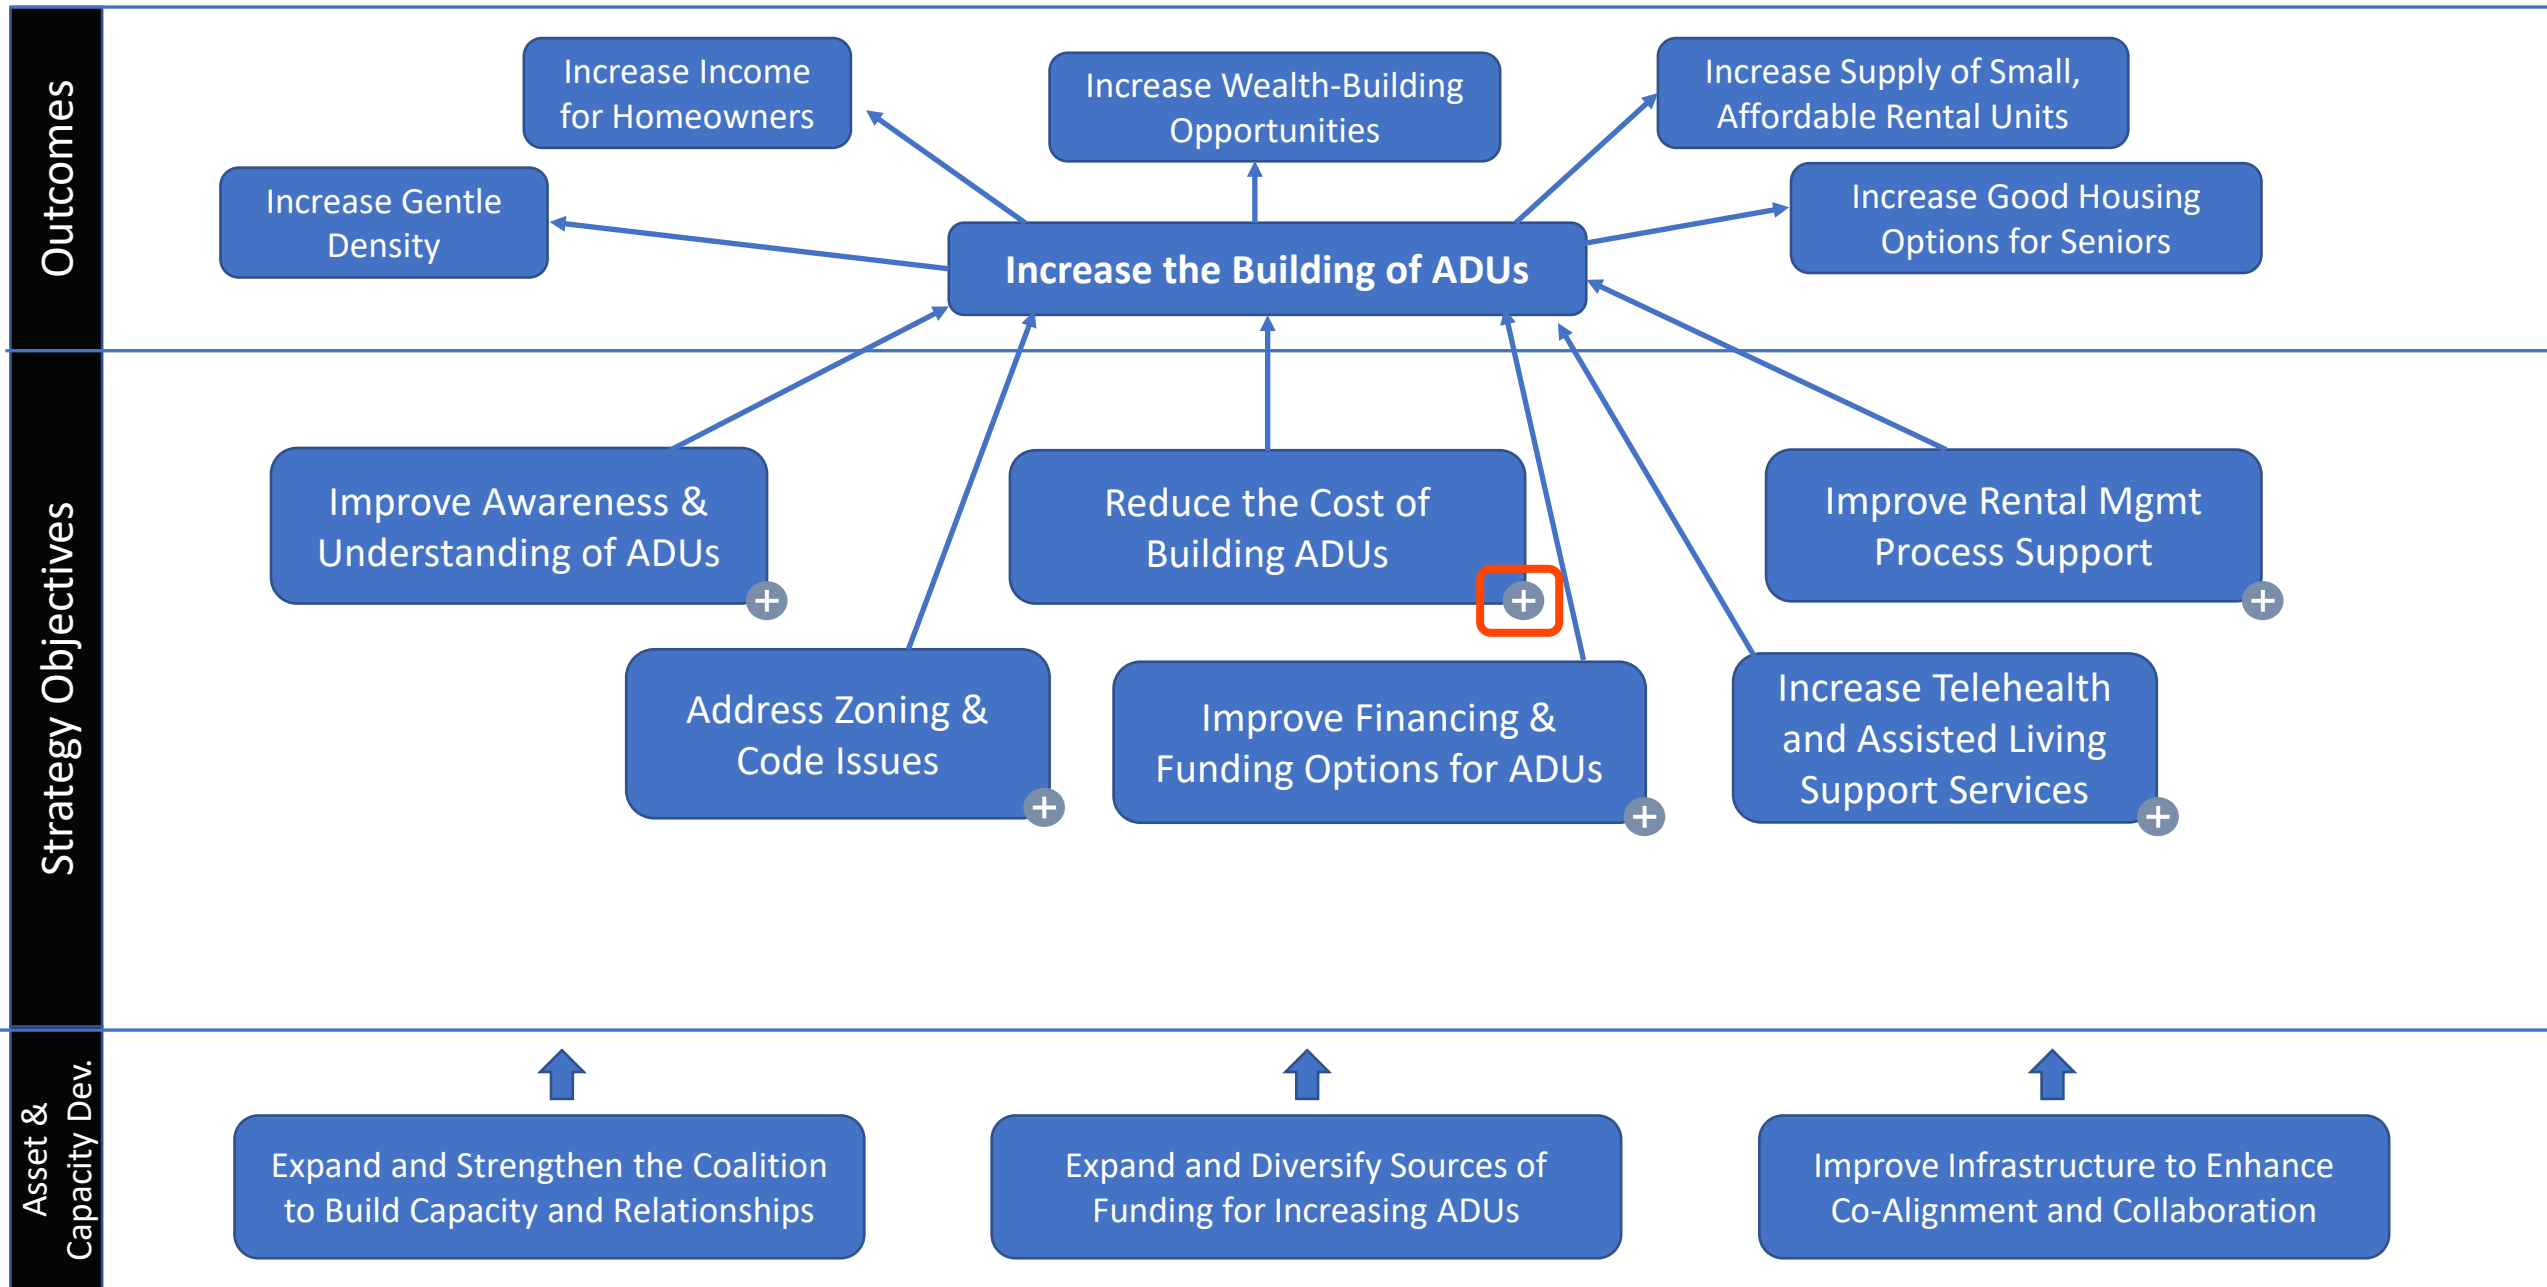 Outcomes
Increase Income
for Homeowners
Increase Wealth-Building
Opportunities
Increase Supply of Small,
Affordable Rental Units
Increase Gentle
Density
Increase Good Housing
Options for Seniors
Increase the Building of ADUs
Strategy Objectives
Improve Awareness &
Understanding of ADUs
Reduce the Cost of
Building ADUs
Improve Rental Mgmt
Process Support
Address Zoning &
Code Issues
Improve Financing &
Funding Options for ADUs
Increase Telehealth
and Assisted Living
Support Services
Asset &
Capacity Dev.
Expand and Strengthen the Coalition
to Build Capacity and Relationships
Expand and Diversify Sources of
Funding for Increasing ADUs
Improve Infrastructure to Enhance
Co-Alignment and Collaboration